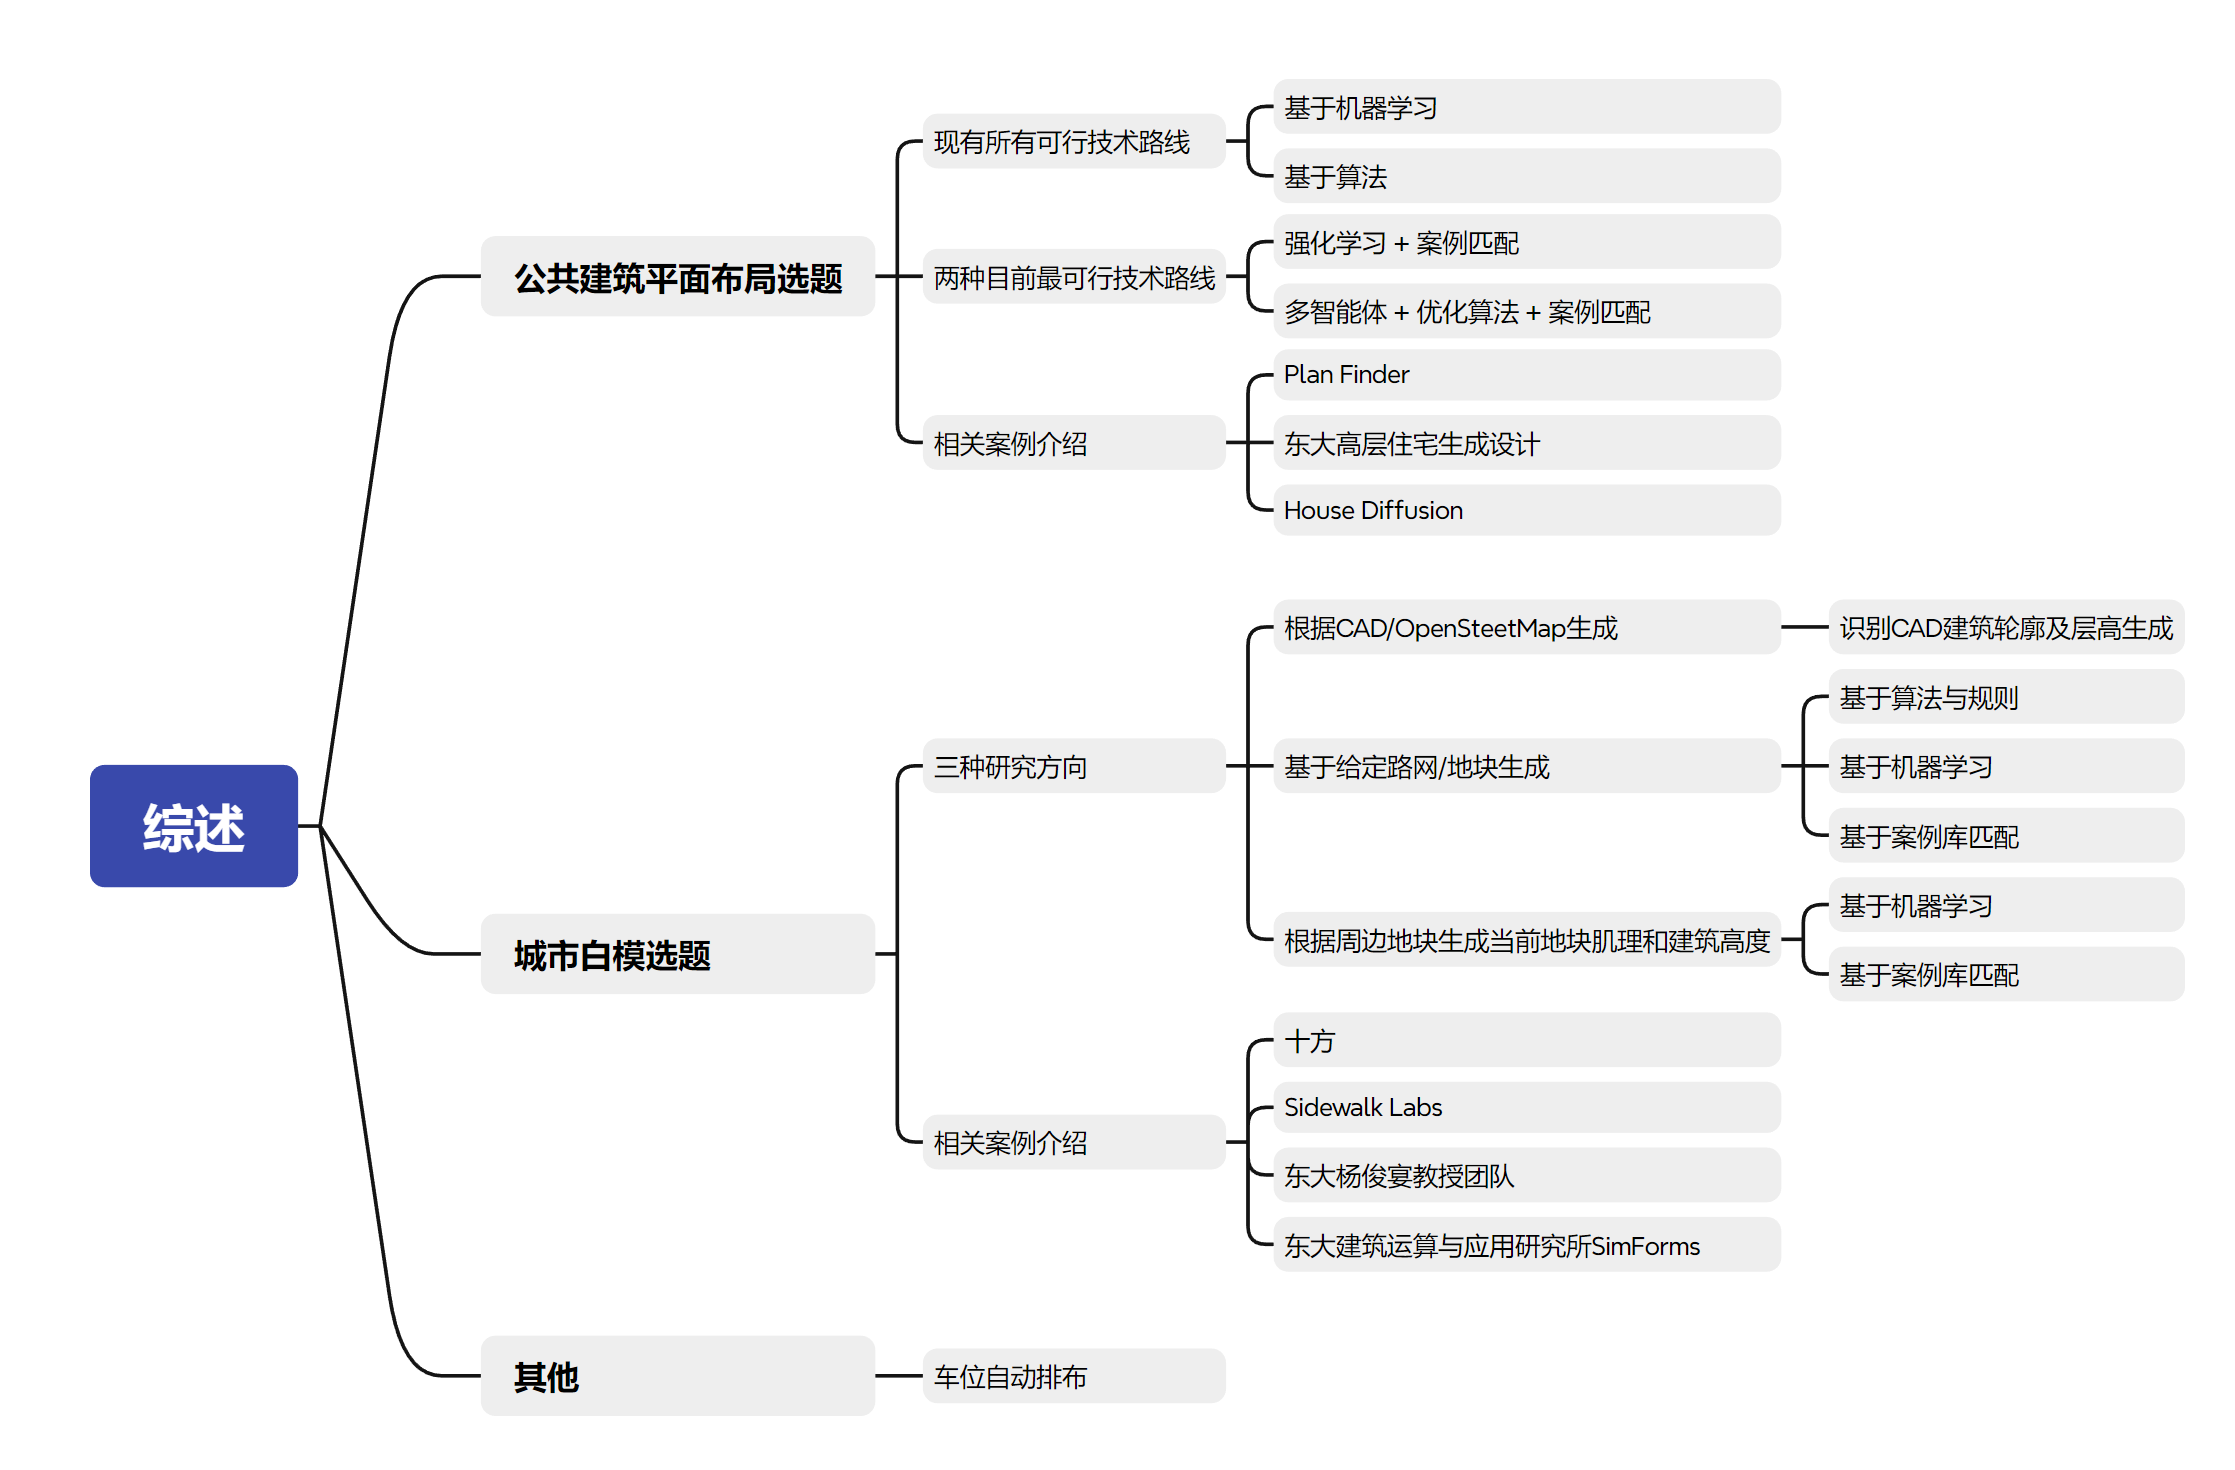 综述
公共建筑平面布局选题
现有所有可行技术路线
基于机器学习
基于算法
两种目前最可行技术路线
强化学习 + 案例匹配
多智能体 + 优化算法 + 案例匹配
相关案例介绍
Plan Finder
东大高层住宅生成设计
House Diffusion
城市白模选题
三种研究方向
根据CAD/OpenSteetMap生成
识别CAD建筑轮廓及层高生成
基于给定路网/地块生成
基于算法与规则
基于机器学习
基于案例库匹配
根据周边地块生成当前地块肌理和建筑高度
基于机器学习
基于案例库匹配
相关案例介绍
十方
Sidewalk Labs
东大杨俊宴教授团队
东大建筑运算与应用研究所SimForms
其他
车位自动排布